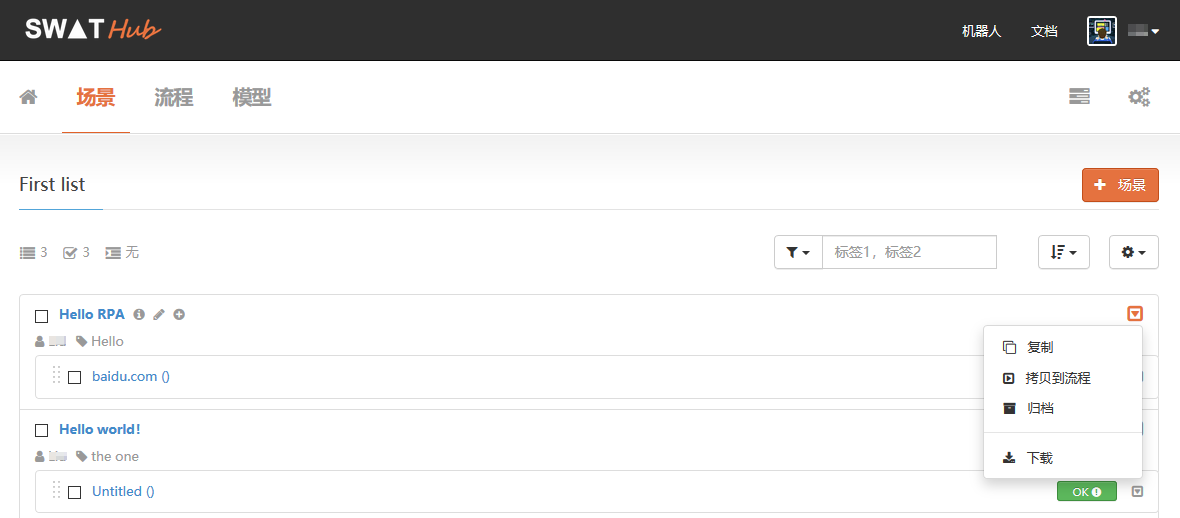 SWAT Hub
机器人 文档
场景 流程 模型
First list
+ 场景
3 3 无
标签1，标签2
Hello RPA
Hello
复制
baidu.com ()
拷贝到流程
归档
Hello world!
the one
下载
Untitled ()
OK